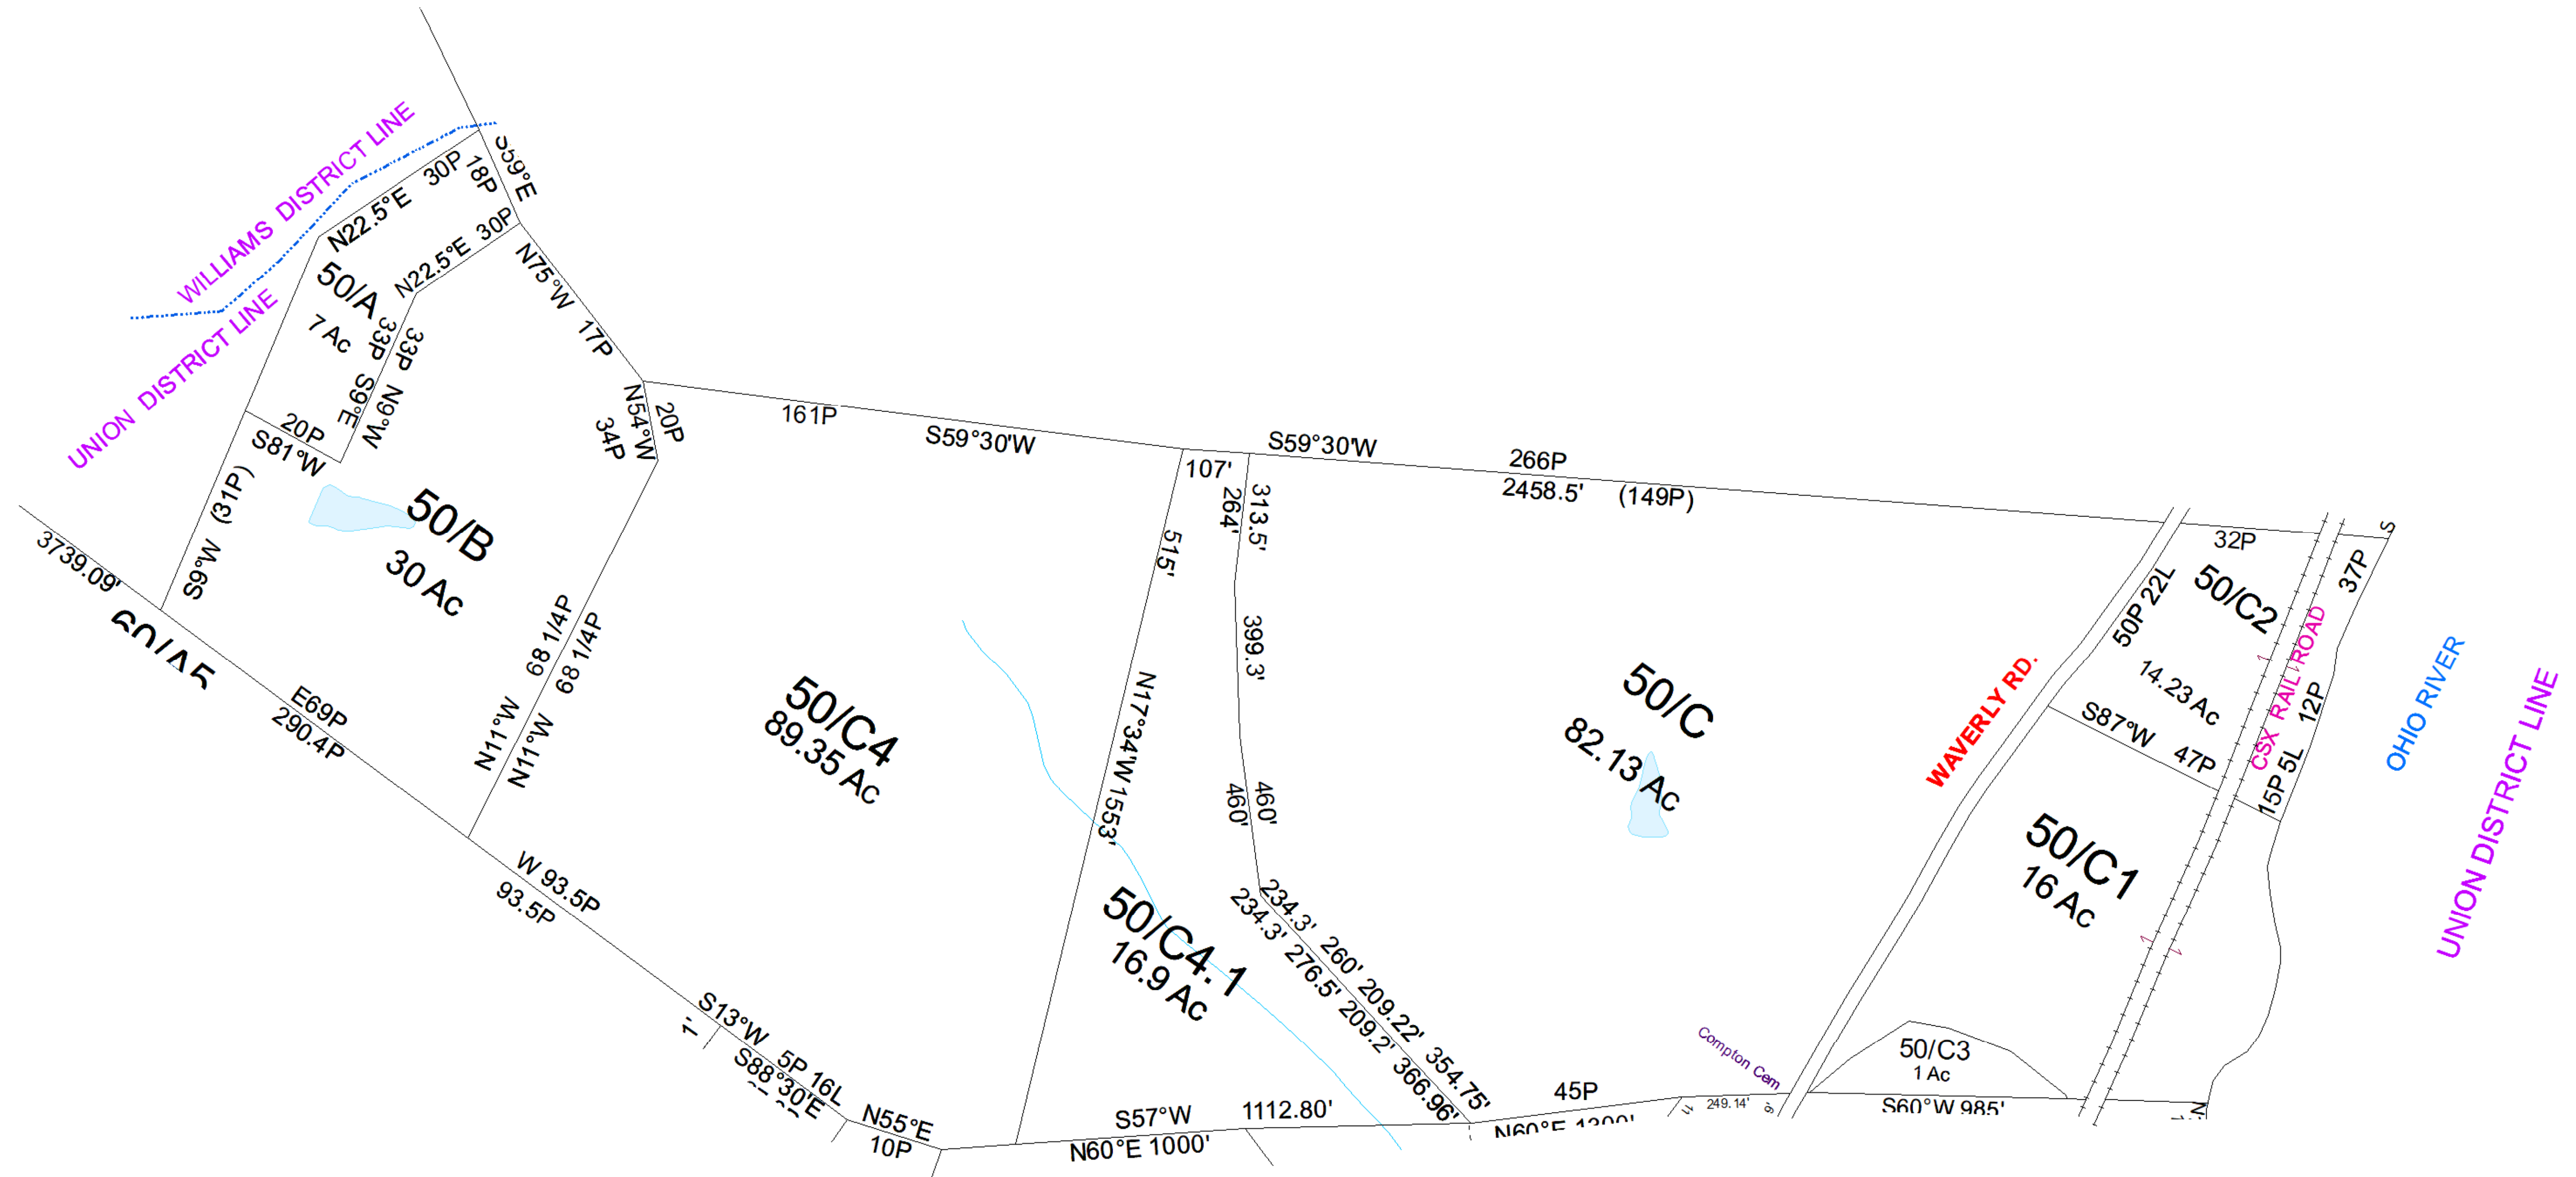 WILLIAMS DISTRICT LINE
UNION DISTRICT LINE
S59°E
18P
N22.5°E 30P
N22.5°E 30P
50/A
7 Ac
33P S9°E
33P N9°W
20P
S81°W
S9°W (31P)
N75°W 17P
N54°W
20P
34P
50/B
30 Ac
3739.09'
E69P
290.4P
N11°W 68 1/4P
N11°W 68 1/4P
161P
S59°30'W
S59°30'W
266P
2458.5' (149P)
107'
264'
313.5'
515'
399.3'
N17°34'W 1553'
460'
460'
50/C4
89.35 Ac
50/C4.1
16.9 Ac
50/C
82.13 Ac
234.3' 260' 209.22' 354.75'
234.3' 276.5' 209.2' 366.96'
W 93.5P
93.5P
1'
S13°W 5P 16L
S88°30'E
N55°E
10P
S57°W 1112.80'
N60°E 1000'
45P
N60°E 1300'
Compton Cem
249.14'
WAVERLY RD.
32P
S
37P
50P 22L
50/C2
14.23 Ac
CSX RAIL ROAD
12P
S87°W 47P
15P 5L
50/C1
16 Ac
50/C3
1 Ac
S60°W 985'
OHIO RIVER
UNION DISTRICT LINE